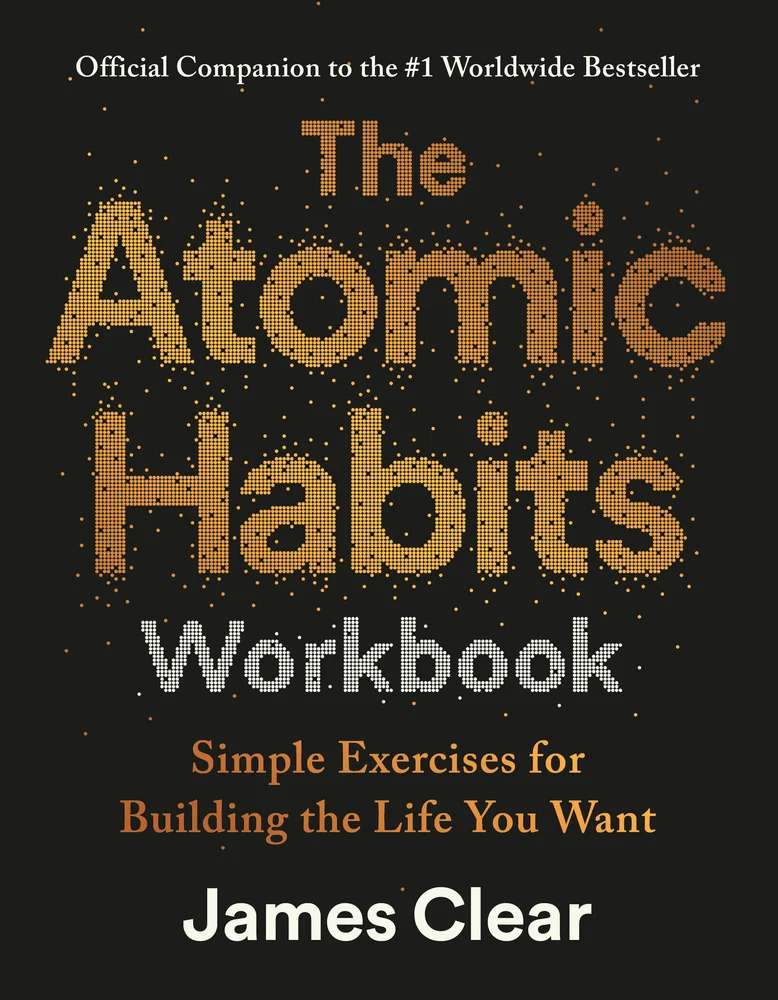 Official Companion to the #1 Worldwide Bestseller
The
Atomic
Habits
Workbook
Simple Exercises for
Building the Life You Want
James Clear